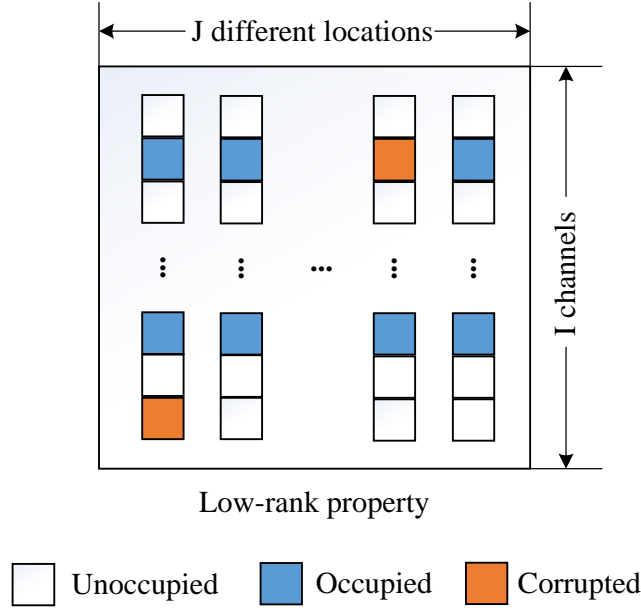 J different locations
I channels
Low-rank property
Unoccupied
Occupied
Corrupted